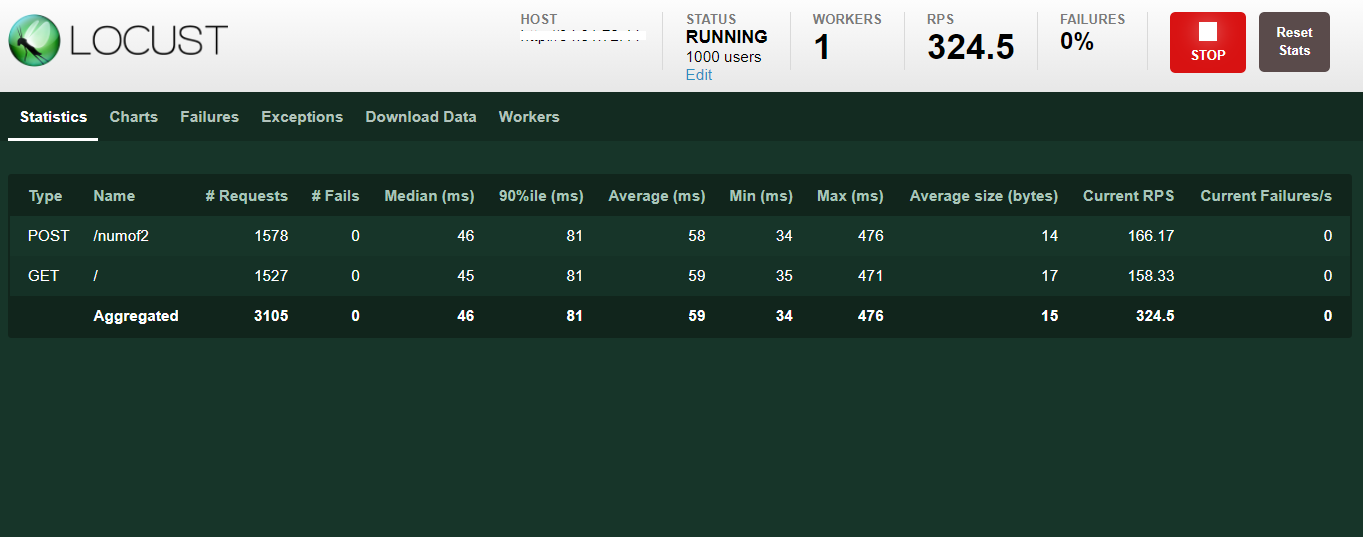 LOCUST
HOST
STATUS
RUNNING
1000 users
Edit
WORKERS
1
RPS
324.5
FAILURES
0%
STOP
Reset
Stats
Statistics Charts Failures Exceptions Download Data Workers
Type Name # Requests # Fails Median (ms) 90%ile (ms) Average (ms) Min (ms) Max (ms) Average size (bytes) Current RPS Current Failures/s
POST /numof2 1578 0 46 81 58 34 476 14 166.17 0
GET / 1527 0 45 81 59 35 471 17 158.33 0
Aggregated 3105 0 46 81 59 34 476 15 324.5 0